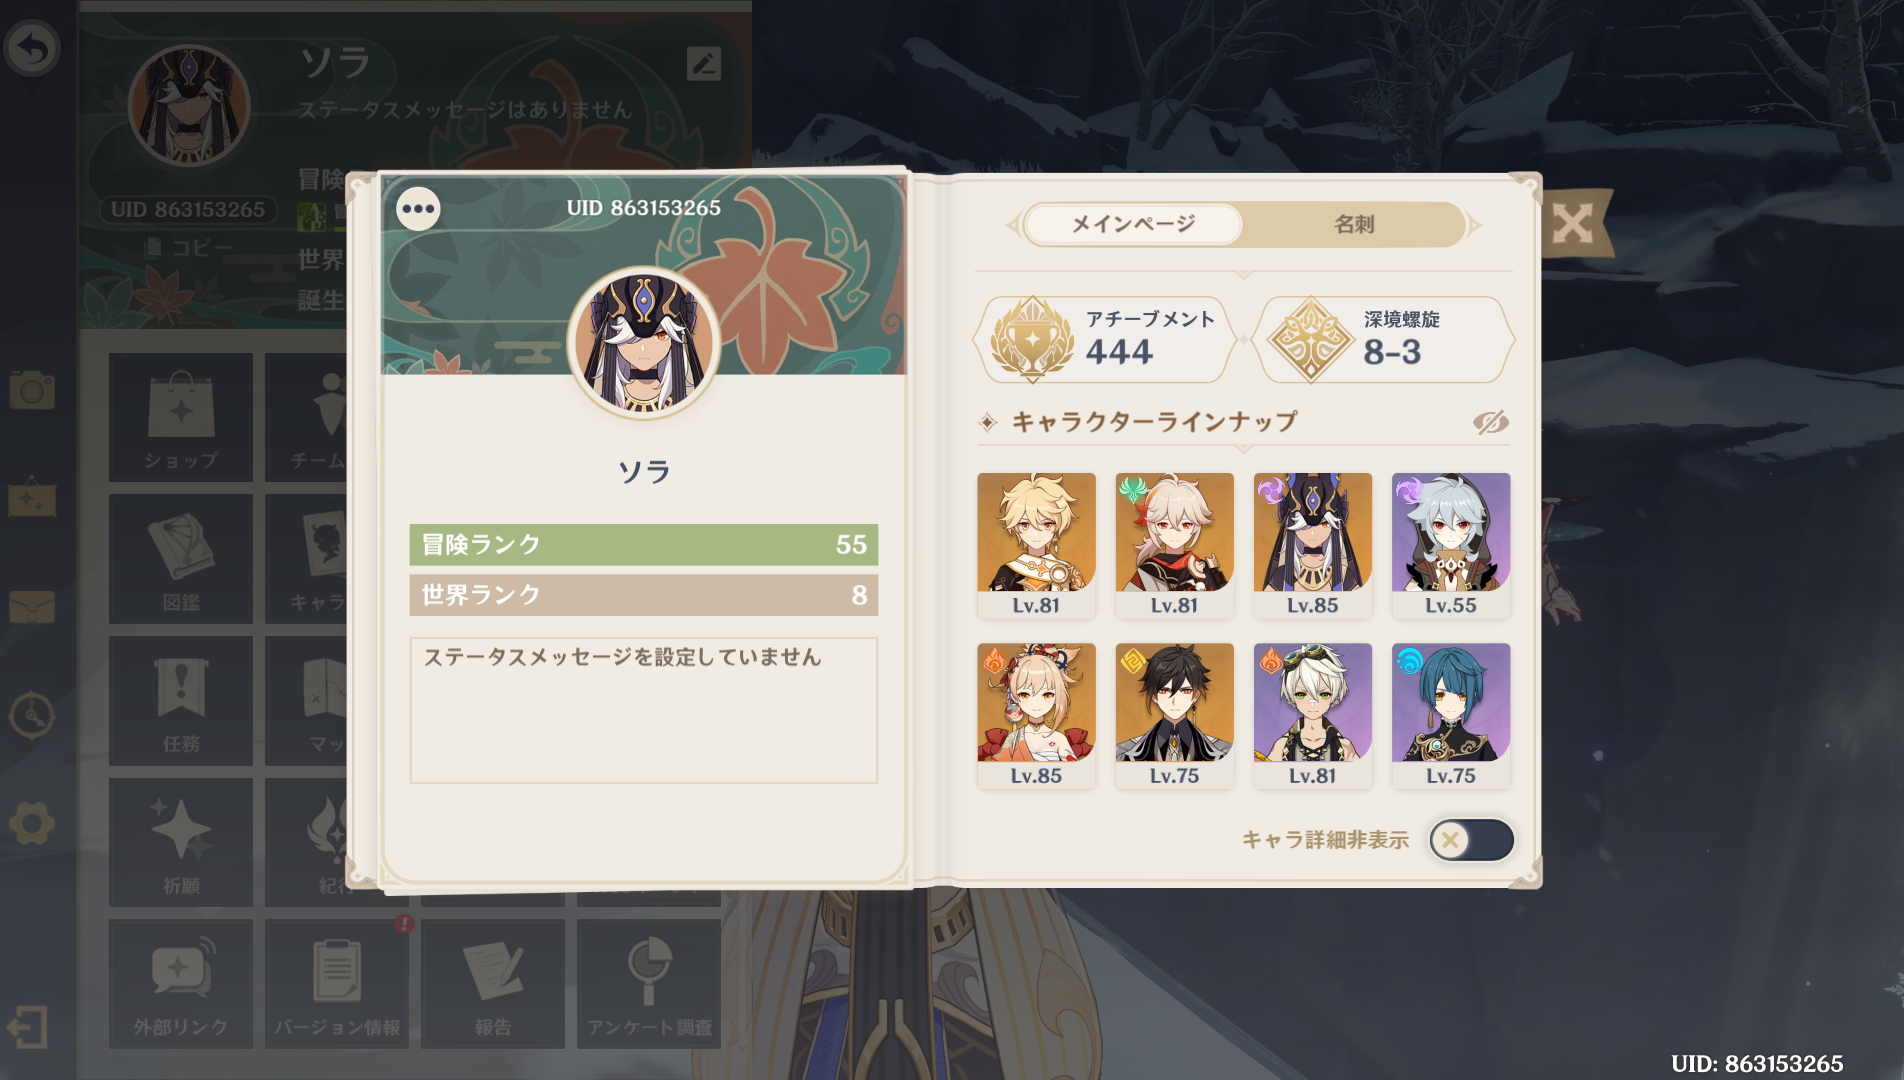 ソラ
ステータスメッセージはありません
冒険
UID 863153265
コピー
世界
誕生
ショップ
チーム
図鑑
キャラ
任務
マッ
祈願
紀行
外部リンク
バージョン情報
報告
アンケート調査
UID 863153265
ソラ
冒険ランク 55
世界ランク 8
ステータスメッセージを設定していません
メインページ 名刺
アチーブメント
444
深境螺旋
8-3
キャラクターラインナップ
Lv.81 Lv.81 Lv.85 Lv.55
Lv.85 Lv.75 Lv.81 Lv.75
キャラ詳細非表示
UID: 863153265